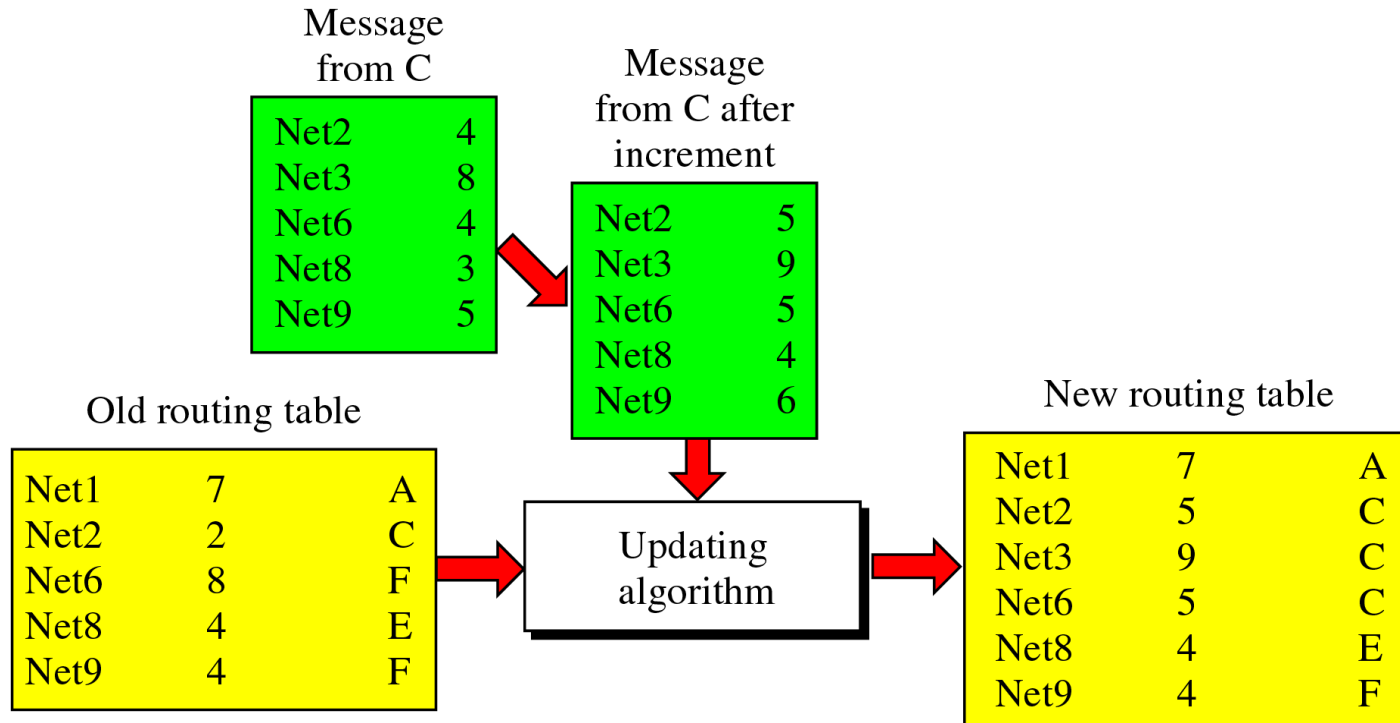 Message
from C
Net2 4
Net3 8
Net6 4
Net8 3
Net9 5
Message
from C after
increment
Net2 5
Net3 9
Net6 5
Net8 4
Net9 6
Old routing table
Net1 7 A
Net2 2 C
Net6 8 F
Net8 4 E
Net9 4 F
Updating
algorithm
New routing table
Net1 7 A
Net2 5 C
Net3 9 C
Net6 5 C
Net8 4 E
Net9 4 F